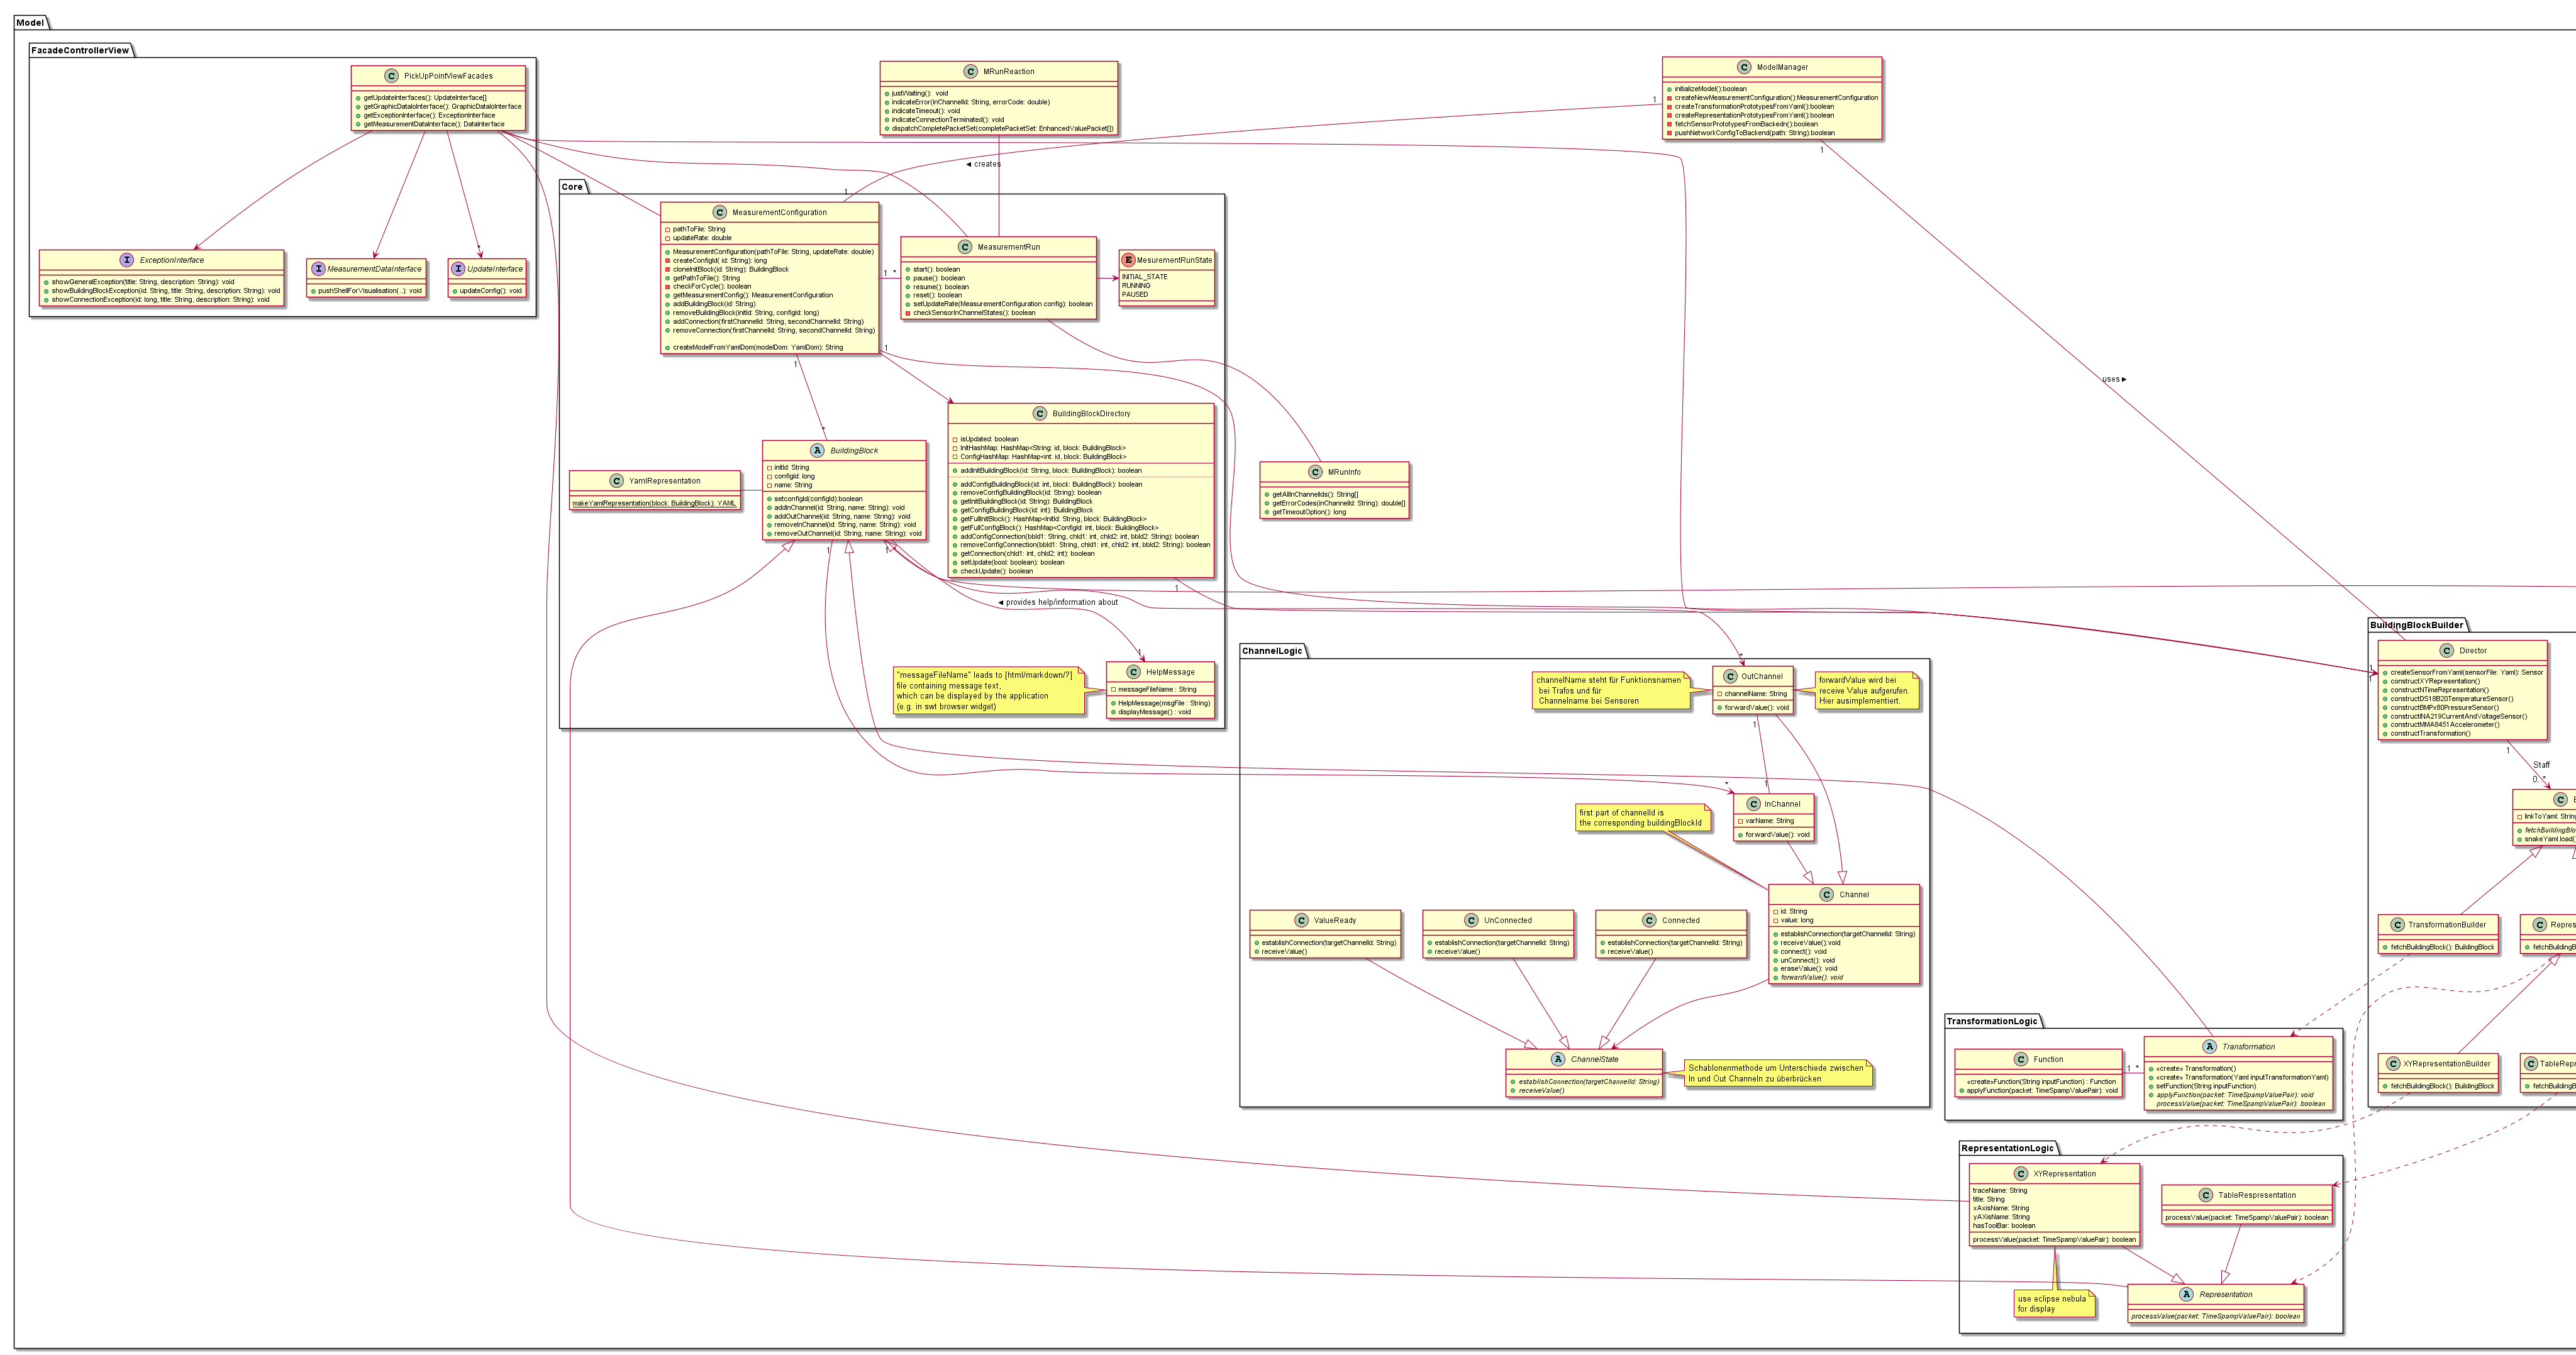 Model
FacadeControllerView
PickUpPointViewFacades
getUpdateInterfaces(): UpdateInterface[]
getGraphicDataIoInterface(): GraphicDataIoInterface
getExceptionInterface(): ExceptionInterface
getMeasurementDataInterface(): DataInterface
*
ExceptionInterface
showGeneralException(title: String, description: String): void
showBuildingBlockException(id: String, title: String, description: String): void
showConnectionException(id: long, title: String, description: String): void
MeasurementDataInterface
pushShellForVisualisation(..): void
UpdateInterface
updateConfig(): void
MRunReaction
justWaiting():  void
indicateError(inChannelId: String, errorCode: double)
indicateTimeout(): void
indicateConnectionTerminated(): void
dispatchCompletePacketSet(completePacketSet: EnhancedValuePacket[])
ModelManager
initializeModel():boolean
createNewMeasurementConfiguration():MeasurementConfiguration
createTransformationPrototypesFromYaml():boolean
createRepresentationPrototypesFromYaml():boolean
fetchSensorPrototypesFromBackedn():boolean
pushNetworkConfigToBackend(path: String):boolean
1
1
◄ creates
1
uses ►
Core
MeasurementConfiguration
pathToFile: String
updateRate: double
MeasurementConfiguration(pathToFile: String, updateRate: double)
createConfigId( id: String): long
cloneInitBlock(id: String): BuildingBlock
getPathToFile(): String
checkForCycle(): boolean
getMeasurementConfig(): MeasurementConfiguration
addBuildingBlock(id: String)
removeBuildingBlock(initId: String, configId: long)
addConnection(firstChannelId: String, secondChannelId: String)
removeConnection(firstChannelId: String, secondChannelId: String)
createModelFromYamlDom(modelDom: YamlDom): String
1 *
1
1
MeasurementRun
start(): boolean
pause(): boolean
resume(): boolean
reset(): boolean
setUpdateRate(MeasurementConfiguration config): boolean
checkSensorInChannelStates(): boolean
MesurementRunState
INITIAL_STATE
RUNNING
PAUSED
BuildingBlockDirectory
isUpdated: boolean
InitHashMap: HashMap<String: id, block: BuildingBlock>
ConfigHashMap: HashMap<int: id, block: BuildingBlock>
addInitBuildingBlock(id: String, block: BuildingBlock): boolean
addConfigBuildingBlock(id: int, block: BuildingBlock): boolean
removeConfigBuildingBlock(id: String): boolean
getInitBuildingBlock(id: String): BuildingBlock
getConfigBuildingBlock(id: int): BuildingBlock
getFullInitBlock(): HashMap<InitId: String, block: BuildingBlock>
getFullConfigBlock(): HashMap<ConfigId: int, block: BuildingBlock>
addConfigConnection(bbId1: String, chId1: int, chId2: int, bbId2: String): boolean
removeConfigConnection(bbId1: String, chId1: int, chId2: int, bbId2: String): boolean
getConnection(chId1: int, chId2: int): boolean
setUpdate(bool: boolean): boolean
checkUpdate(): boolean
1
*
BuildingBlock
initId: String
configId: long
name: String
setconfigId(configId):boolean
addInChannel(id: String, name: String): void
addOutChannel(id: String, name: String): void
removeInChannel(id: String, name: String): void
removeOutChannel(id: String, name: String): void
1
1
YamlRepresentation
makeYamlRepresentation(block: BuildingBlock): YAML
MRunInfo
getAllInChannelIds(): String[]
getErrorCodes(inChannelId: String): double[]
getTimeoutOption(): long
◄ provides help/information about
1
"messageFileName" leads to [html/markdown/?]
file containing message text,
which can be displayed by the application
(e.g. in swt browser widget)
HelpMessage
messageFileName : String
HelpMessage(msgFile : String)
displayMessage() : void
ChannelLogic
*
channelName steht für Funktionsnamen
bei Trafos und für
Channelname bei Sensoren
OutChannel
channelName: String
forwardValue(): void
forwardValue wird bei
receive Value aufgerufen.
Hier ausimplementiert.
1
1
*
InChannel
varName: String
forwardValue(): void
first part of channelId is
the corresponding buildingBlockId
Channel
id: String
value: long
establishConnection(targetChannelId: String)
receiveValue():void
connect(): void
unConnect(): void
eraseValue(): void
forwardValue(): void
ValueReady
establishConnection(targetChannelId: String)
receiveValue()
UnConnected
establishConnection(targetChannelId: String)
receiveValue()
Connected
establishConnection(targetChannelId: String)
receiveValue()
ChannelState
establishConnection(targetChannelId: String)
receiveValue()
Schablonenmethode um Unterschiede zwischen
In und Out Channeln zu überbrücken
BuildingBlockBuilder
Director
createSensorFromYaml(sensorFile: Yaml): Sensor
constructXYRepresentation()
constructNTimeRepresentation()
constructDS18B20TemperatureSensor()
constructBMPx80PressureSensor()
constructINA219CurrentAndVoltageSensor()
constructMMA8451Accelerometer()
constructTransformation()
1
1
1
Staff
0..*
linkToYaml: String
fetchBuildingBlo
snakeYaml.load(
TransformationBuilder
fetchBuildingBlock(): BuildingBlock
Repres
fetchBuildingB
XYRepresentationBuilder
fetchBuildingBlock(): BuildingBlock
TableRepr
fetchBuildingB
TransformationLogic
Function
<<create>>Function(String inputFunction) : Function
applyFunction(packet: TimeSpampValuePair): void
1 *
Transformation
<<create>> Transformation()
<<create>> Transformation(Yaml inputTransformationYaml)
setFunction(String inputFunction)
applyFunction(packet: TimeSpampValuePair): void
processValue(packet: TimeSpampValuePair): boolean
RepresentationLogic
XYRepresentation
traceName: String
title: String
xAxisName: String
yAXisName: String
hasToolBar: boolean
processValue(packet: TimeSpampValuePair): boolean
TableRespresentation
processValue(packet: TimeSpampValuePair): boolean
use eclipse nebula
for display
Representation
processValue(packet: TimeSpampValuePair): boolean